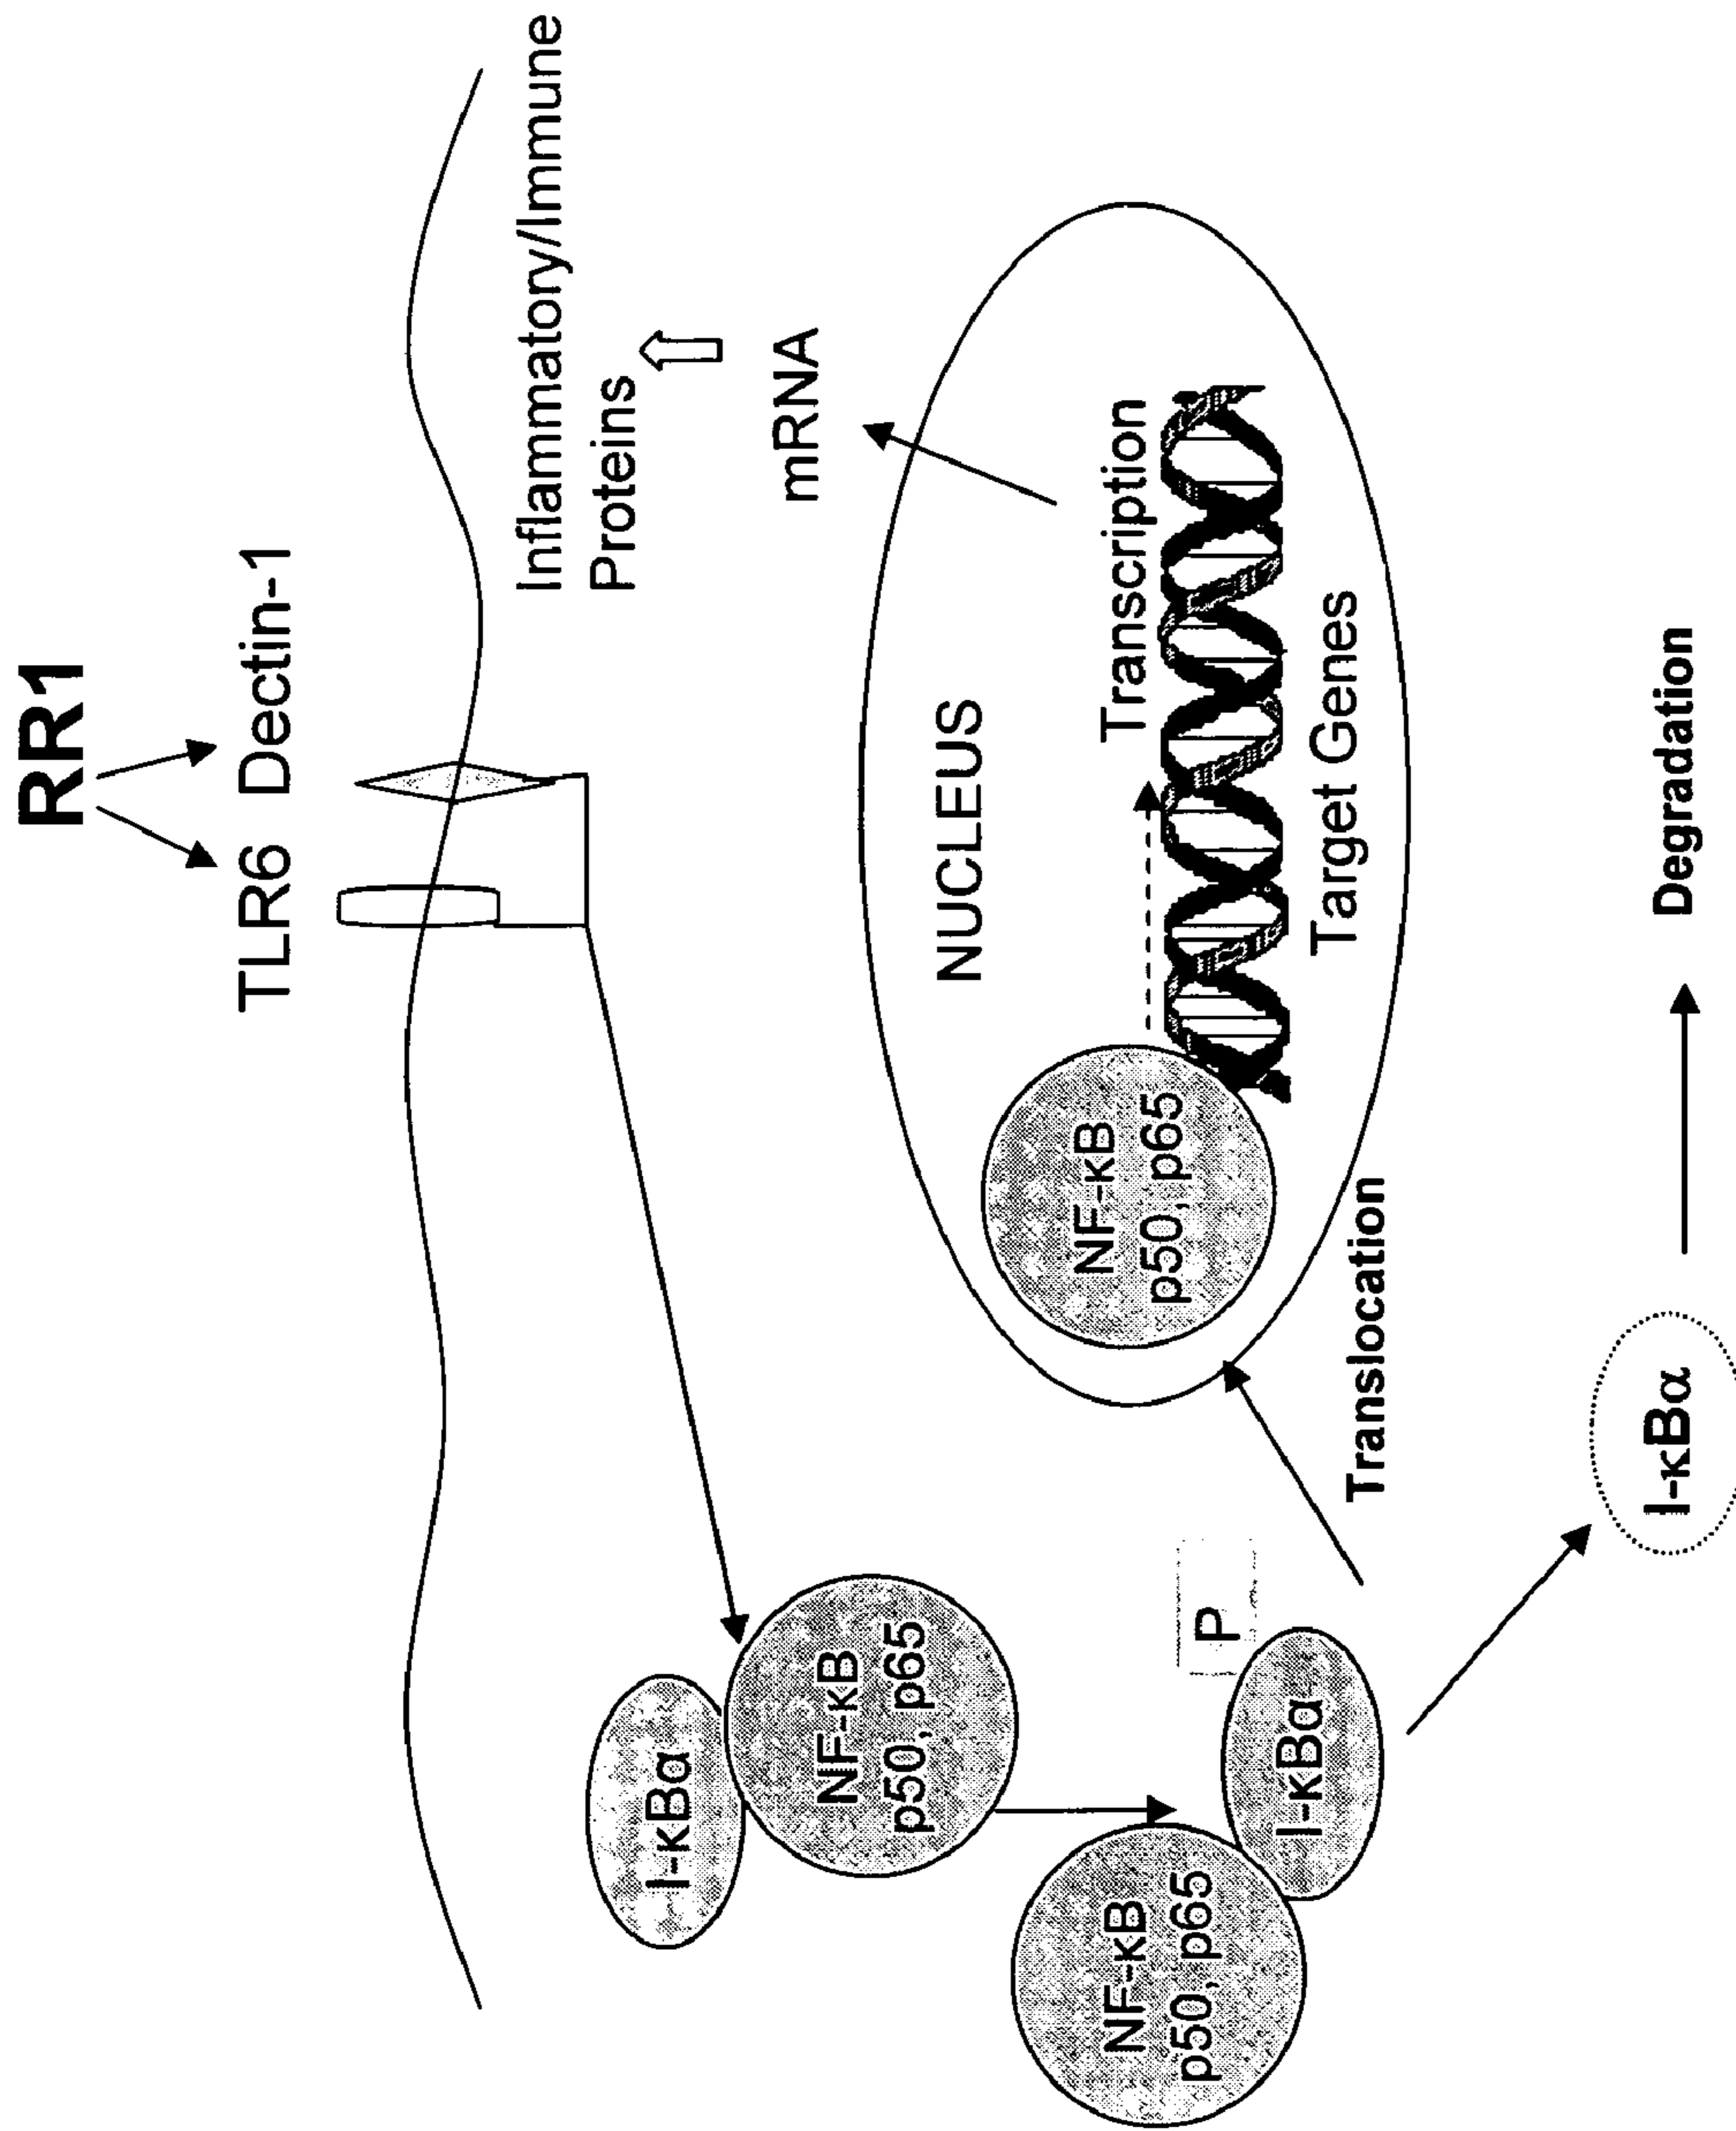 RR1
TLR6 Dectin-1
Inflammatory/Immune
Proteins
mRNA
I-κBα
NF-κB
p50, p65
NUCLEUS
Transcription
NF-κB
p50, p65
Target Genes
P
NF-κB
p50, p65
I-κBα
Translocation
I-κBα
Degradation